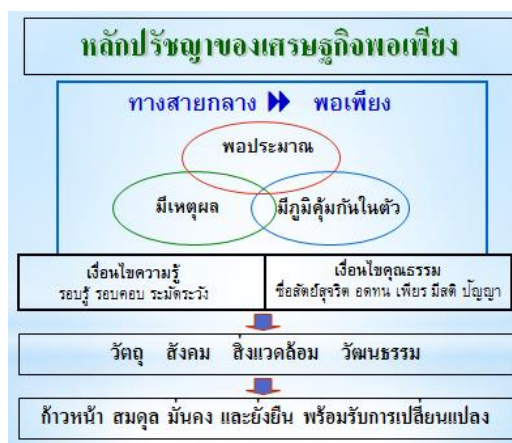 หลักปรัชญาของเศรษฐกิจพอเพียง
ทางสายกลาง พอเพียง
พอประมาณ
มีเหตุผล มีภูมิคุ้มกันในตัว
เงื่อนไขความรู้
รอบรู้ รอบคอบ ระมัดระวัง
เงื่อนไขคุณธรรม
ซื่อสัตย์สุจริต อดทน เพียร มีสติ ปัญญา
วัตถุ สังคม สิ่งแวดล้อม วัฒนธรรม
ก้าวหน้า สมดุล มั่นคง และยั่งยืน พร้อมรับการเปลี่ยนแปลง